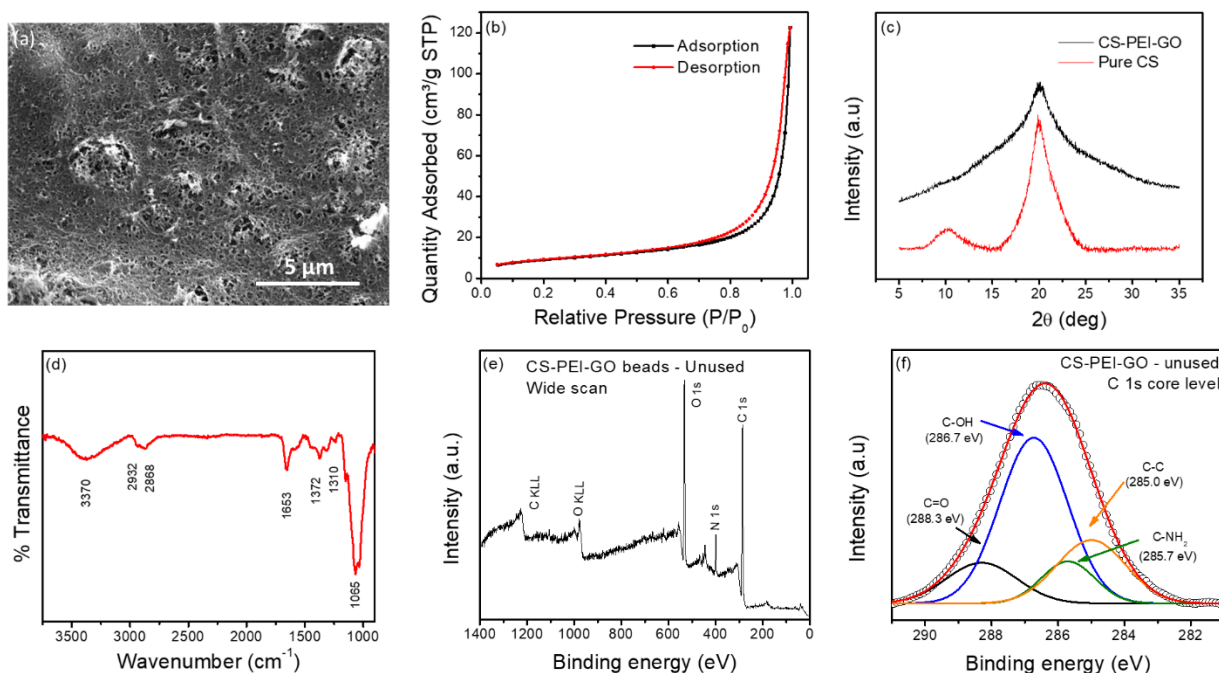 (a)
5 μm
(b)
Adsorption
Desorption
Quantity Adsorbed (cm³/g STP)
120
100
80
60
40
20
0
0.0 0.2 0.4 0.6 0.8 1.0
Relative Pressure (P/P₀)
(c)
CS-PEI-GO
Pure CS
Intensity (a.u)
5 10 15 20 25 30 35
2θ (deg)
(d)
% Transmittance
3370
2932
2868
1653
1372
1310
1065
3750 3000 2500 2000 1500 1000
Wavenumber (cm⁻¹)
(e)
CS-PEI-GO beads - Unused
Wide scan
Intensity (a.u.)
C KLL
O KLL
O 1s
N 1s
C 1s
1400 1200 1000 800 600 400 200 0
Binding energy (eV)
(f)
CS-PEI-GO - unused
C 1s core level
Intensity (a.u.)
C-OH
(286.7 eV)
C=O
(288.3 eV)
C-C
(285.0 eV)
C-NH₂
(285.7 eV)
290 288 286 284 282
Binding energy (eV)